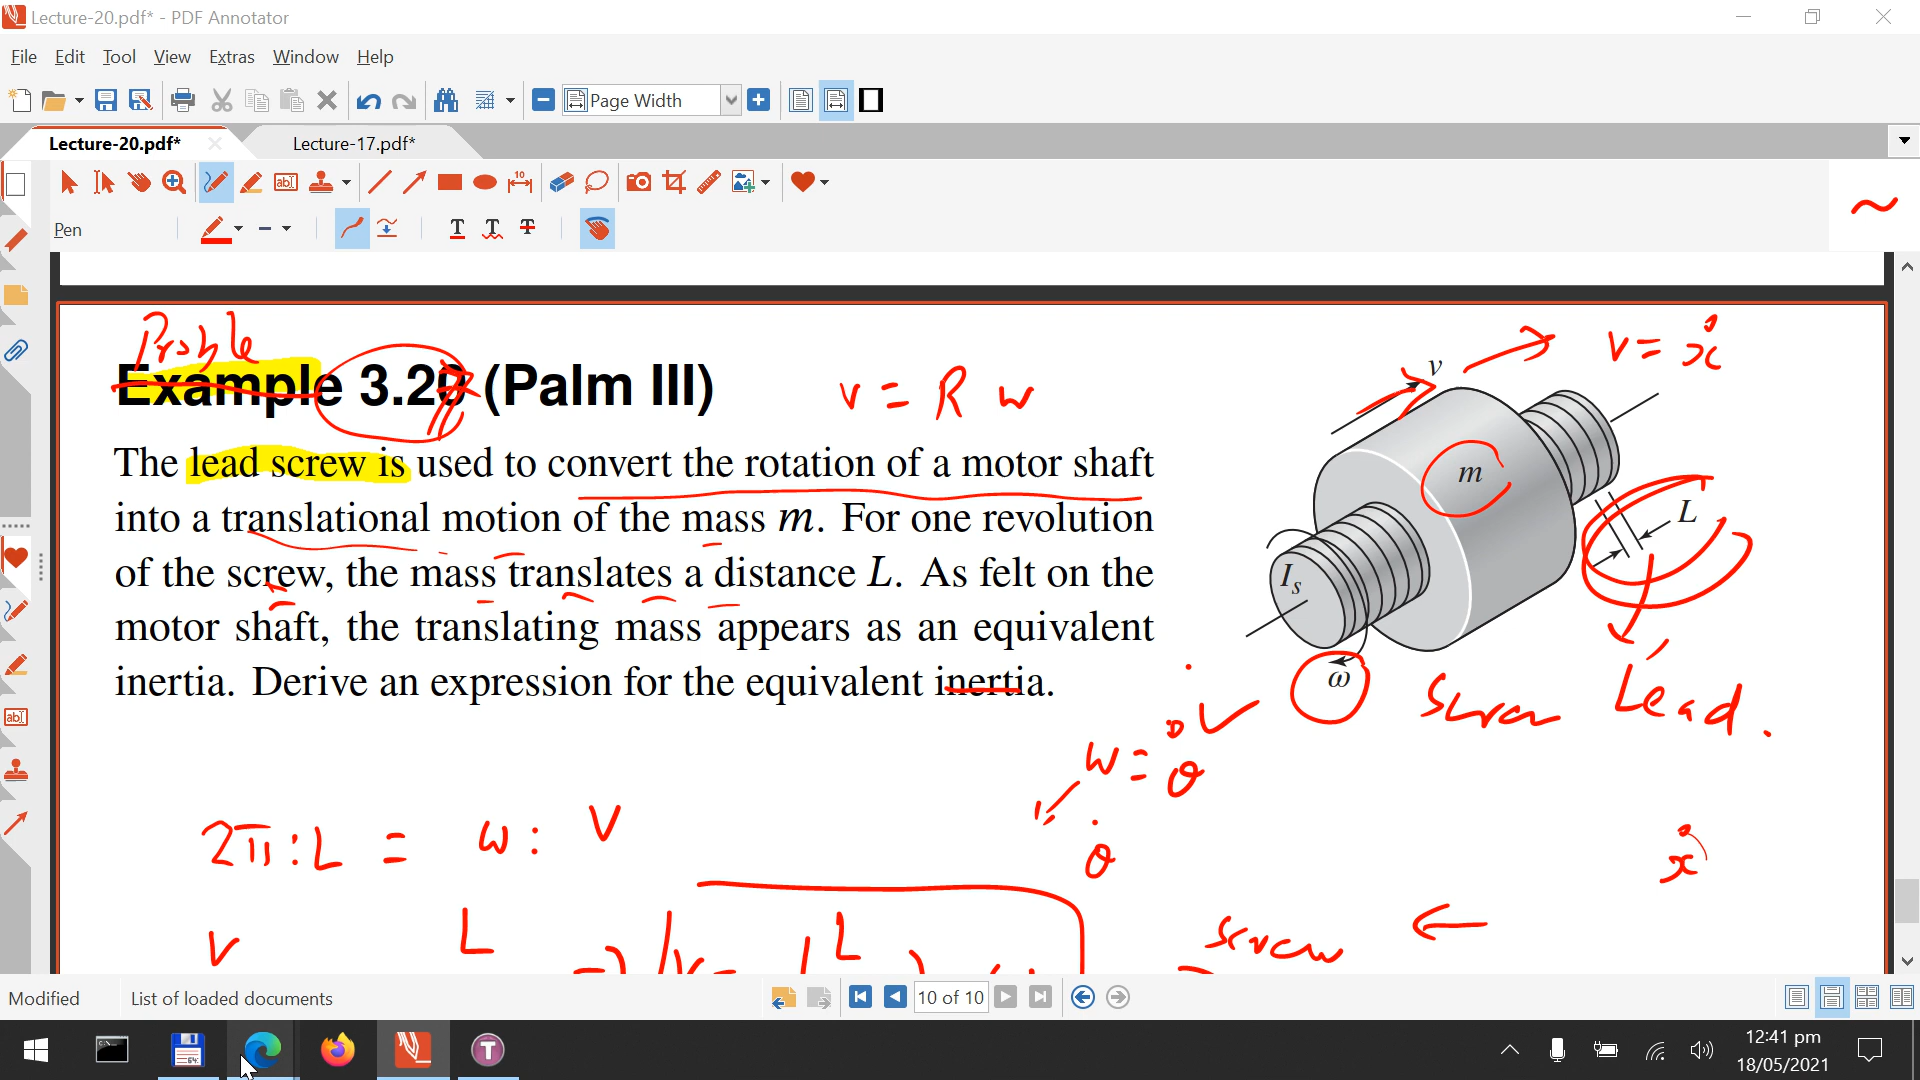 Lecture-20.pdf* - PDF Annotator
File Edit Tool View Extras Window Help
Page Width
Lecture-20.pdf* Lecture-17.pdf*
Pen
Proble
Example 3.20 (Palm III)
v = R w
v = ẋ
v
The lead screw is used to convert the rotation of a motor shaft
into a translational motion of the mass m. For one revolution
of the screw, the mass translates a distance L. As felt on the
motor shaft, the translating mass appears as an equivalent
inertia. Derive an expression for the equivalent inertia.
m
L
I_s
ω
Screw Lead.
w = θ̇
θ̇
2π : L = ω : V
ẋ
V L
L
screw
Modified List of loaded documents 10 of 10
12:41 pm
18/05/2021